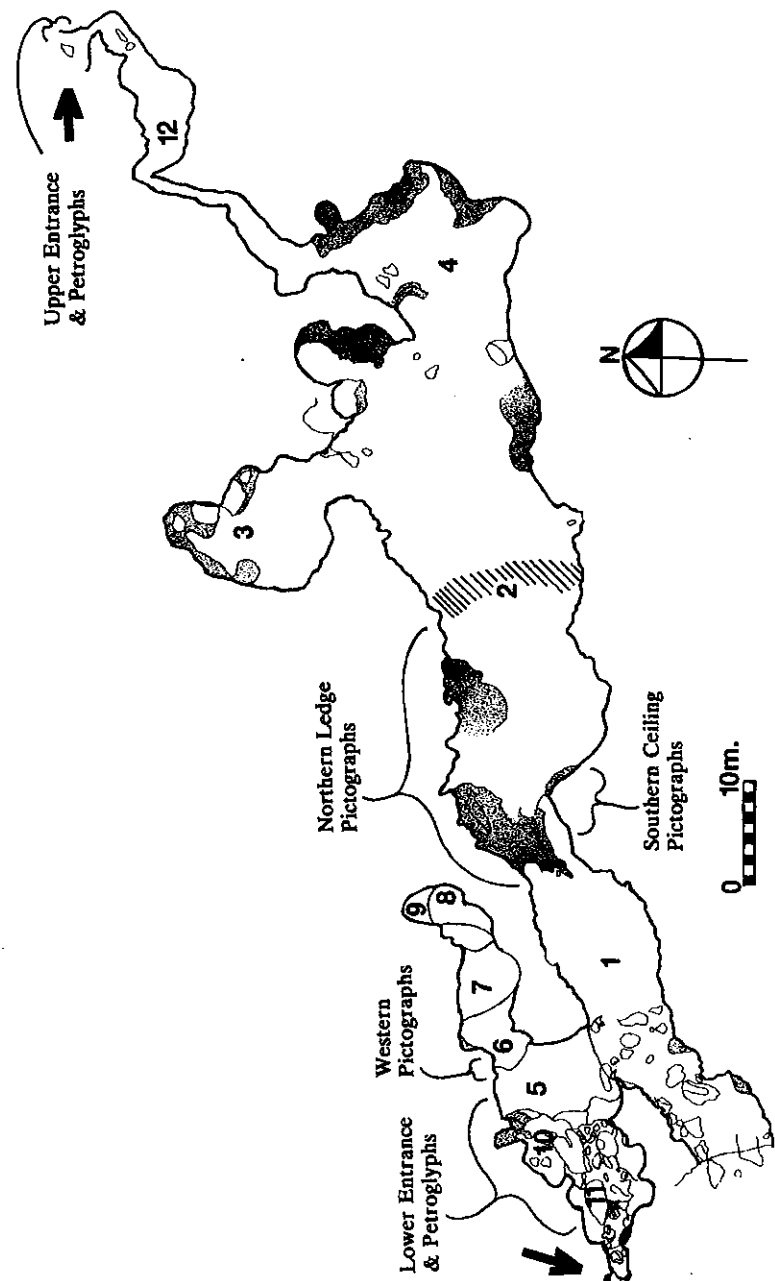 Upper Entrance
& Petroglyphs
12
4
3
N
2
Northern Ledge
Pictographs
Southern Ceiling
Pictographs
0 10m.
1
9
8
7
6
Western
Pictographs
5
10
11
Lower Entrance
& Petroglyphs